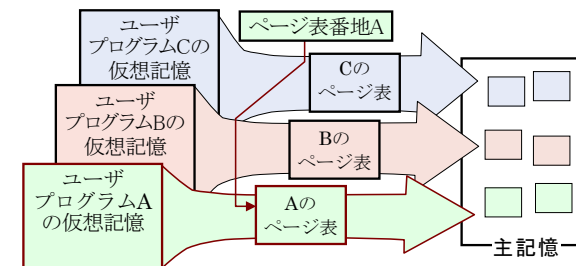 ユーザ
プログラムCの
仮想記憶
ページ表番地A
Cの
ページ表
ユーザ
プログラムBの
仮想記憶
Bの
ページ表
ユーザ
プログラムA
の仮想記憶
Aの
ページ表
主記憶